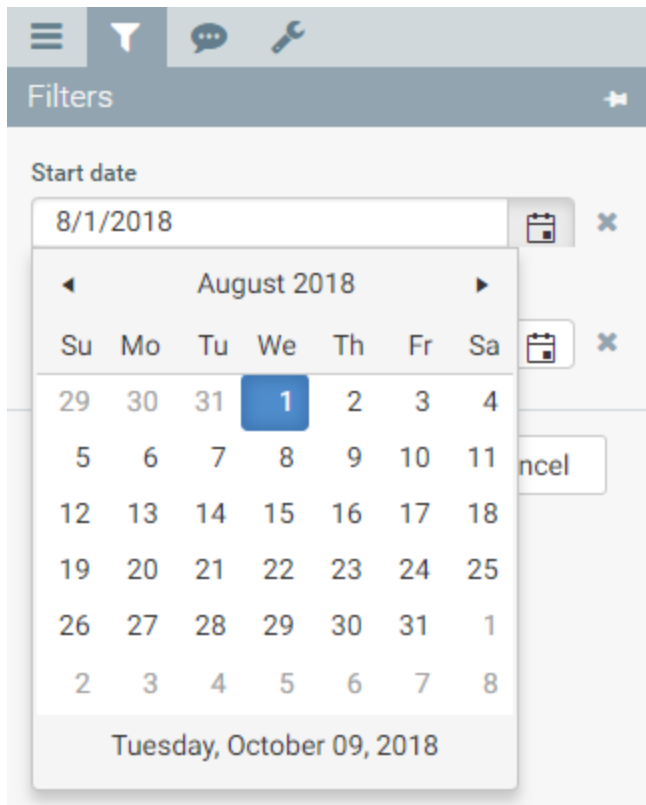 Filters
Start date
8/1/2018
August 2018
Su Mo Tu We Th Fr Sa
29 30 31 1 2 3 4
5 6 7 8 9 10 11
ncel
12 13 14 15 16 17 18
19 20 21 22 23 24 25
26 27 28 29 30 31 1
2 3 4 5 6 7 8
Tuesday, October 09, 2018